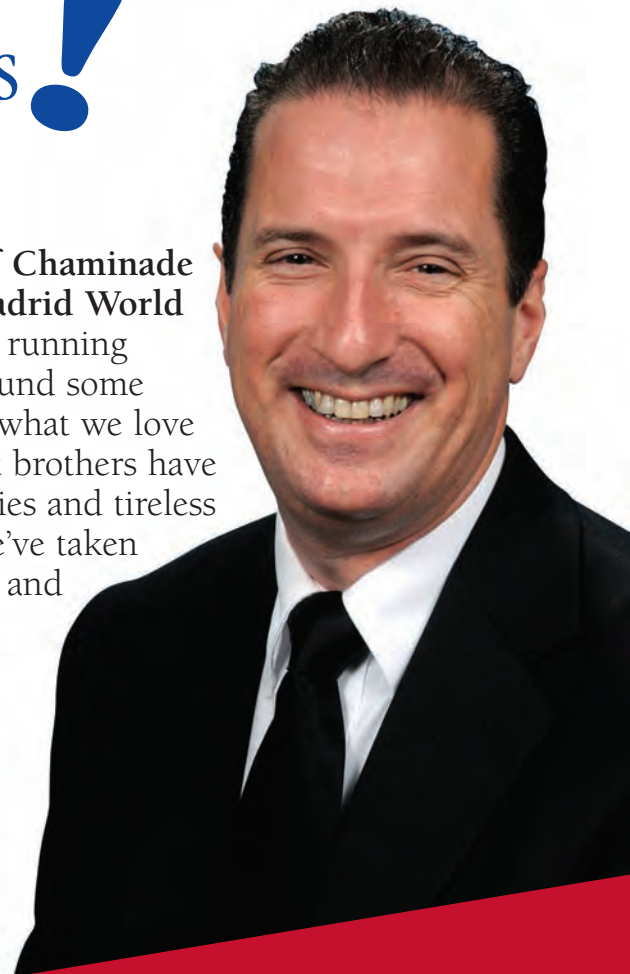 s!
f Chaminade
adrid World
running
und some
what we love
k brothers have
ies and tireless
e've taken
and